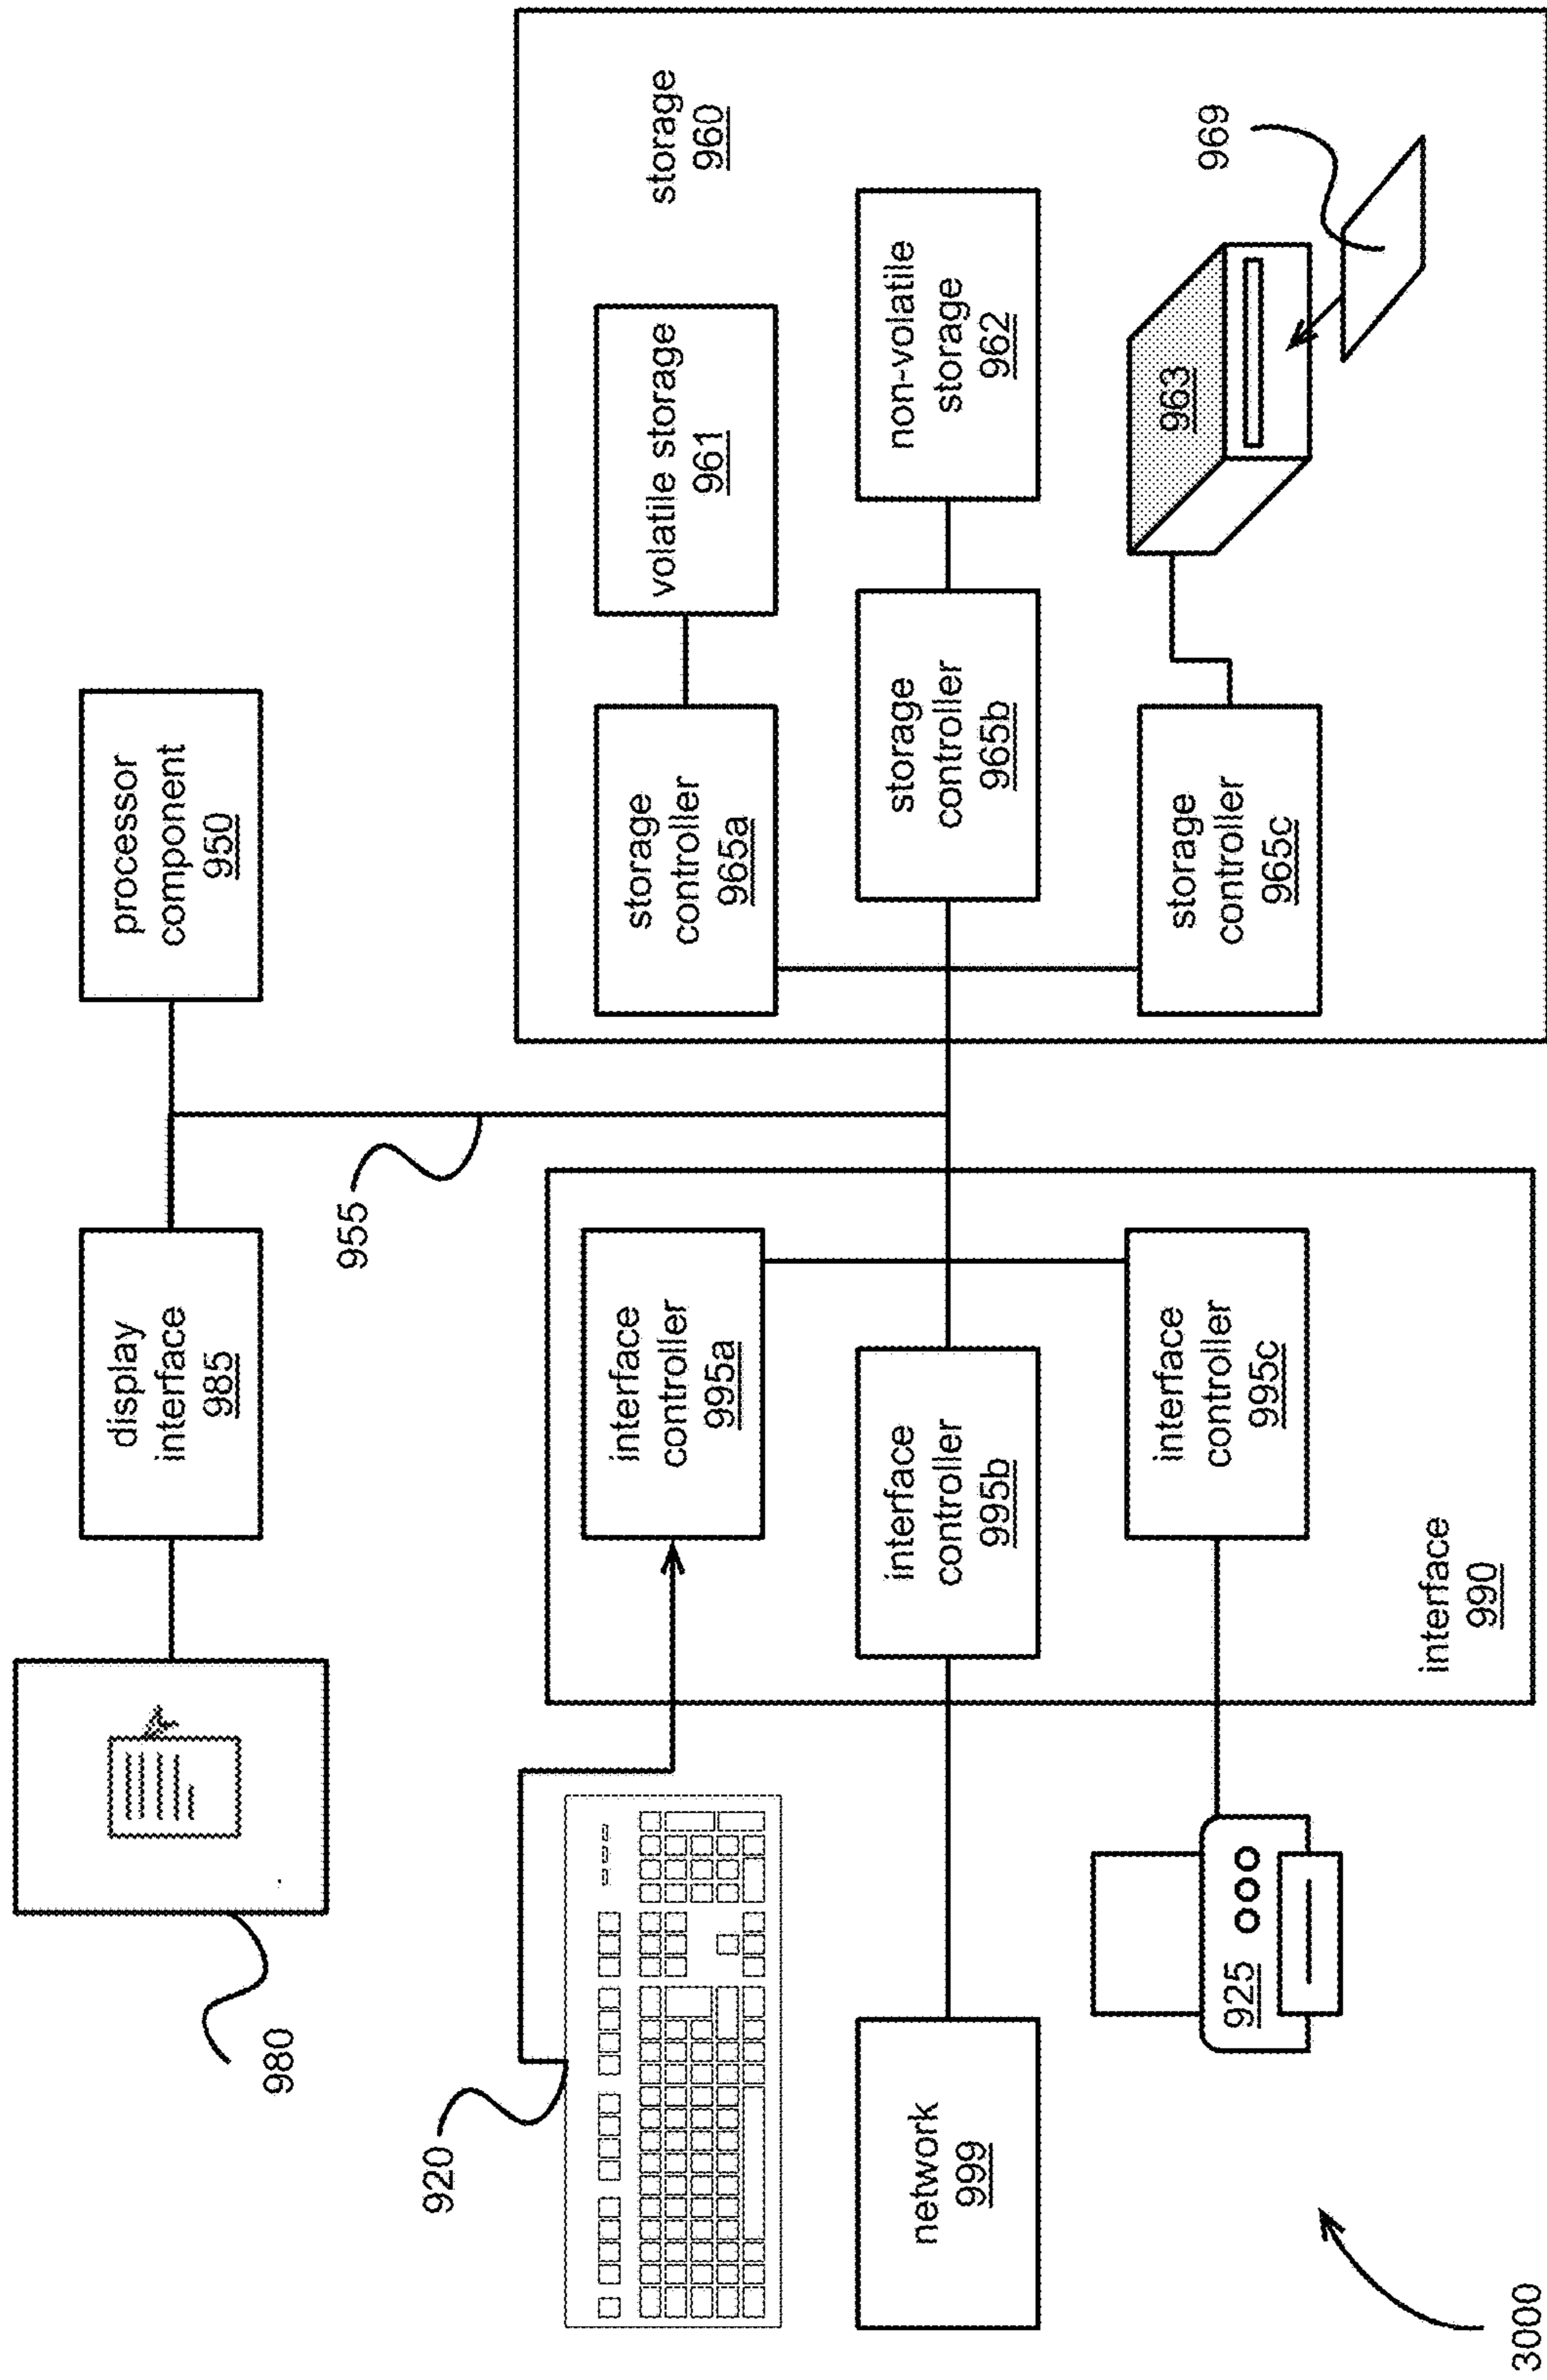 980
display
interface
985
processor
component
950
955
920
interface
controller
995a
storage
controller
965a
volatile storage
961
storage
960
network
999
interface
controller
995b
storage
controller
965b
non-volatile
storage
962
925
interface
controller
995c
storage
controller
965c
963
969
interface
990
3000